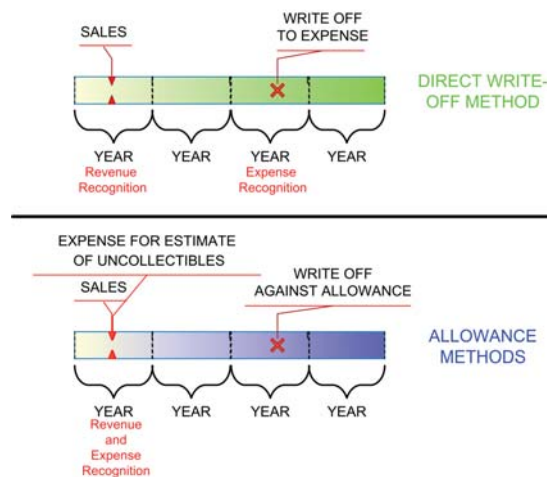 SALES
WRITE OFF
TO EXPENSE
DIRECT WRITE-
OFF METHOD
YEAR
YEAR
YEAR
YEAR
Revenue
Recognition
Expense
Recognition
EXPENSE FOR ESTIMATE
OF UNCOLLECTIBLES
SALES
WRITE OFF
AGAINST ALLOWANCE
ALLOWANCE
METHODS
YEAR
YEAR
YEAR
YEAR
Revenue
and
Expense
Recognition